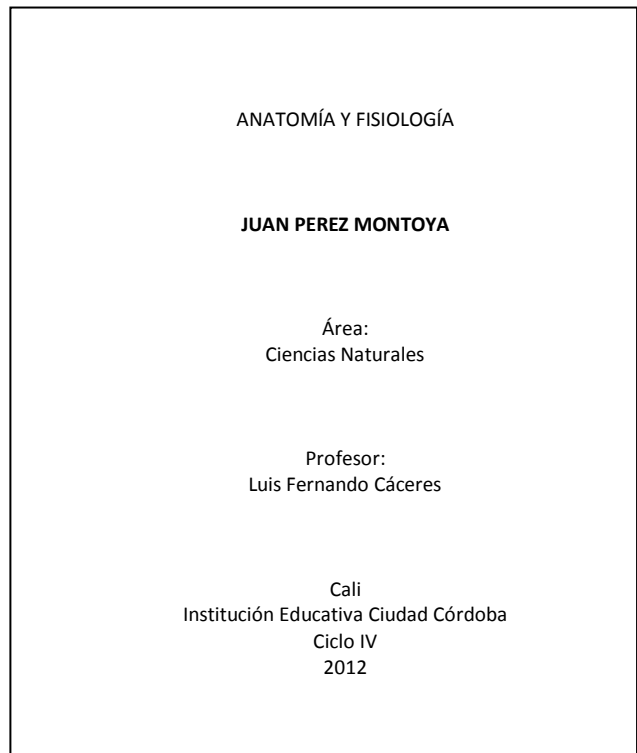 ANATOMÍA Y FISIOLOGÍA
JUAN PEREZ MONTOYA
Área:
Ciencias Naturales
Profesor:
Luis Fernando Cáceres
Cali
Institución Educativa Ciudad Córdoba
Ciclo IV
2012